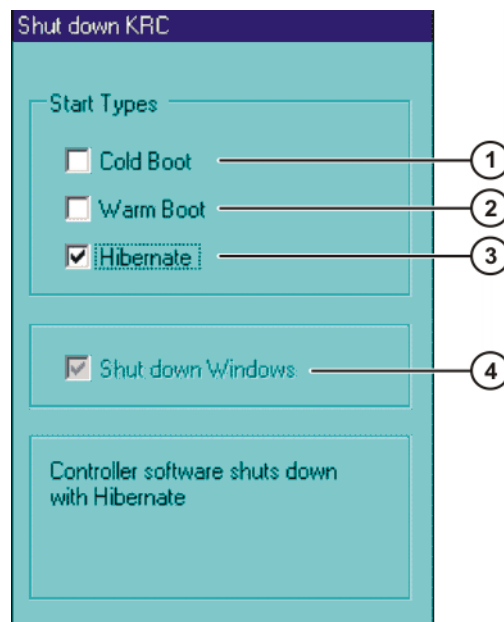 Shut down KRC
Start Types
Cold Boot
1
Warm Boot
2
Hibernate
3
Shut down Windows
4
Controller software shuts down
with Hibernate